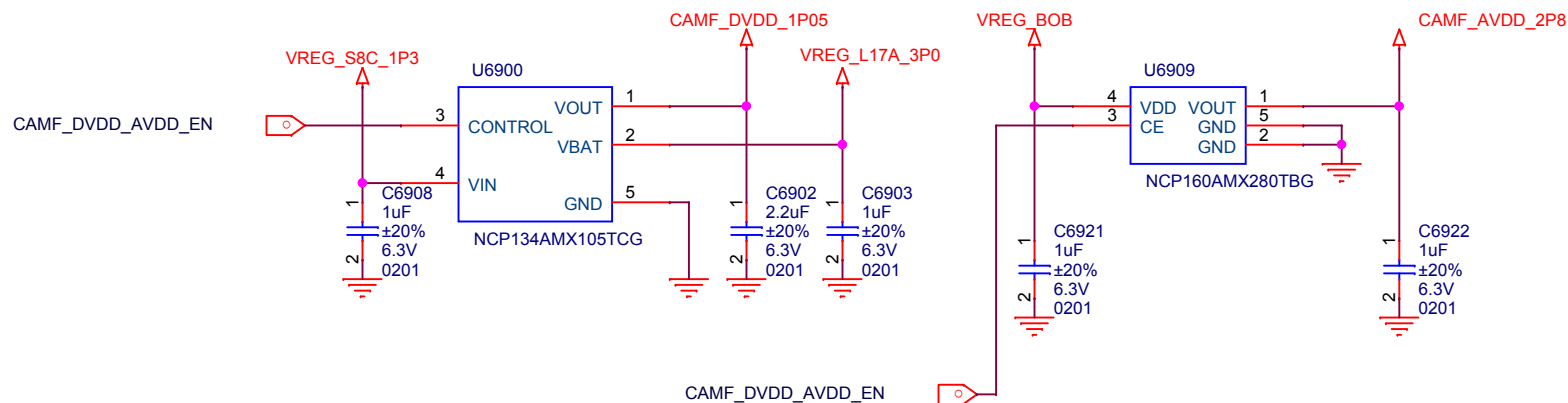 CAMF_DVDD_1P05
VREG_BOB
CAMF_AVDD_2P8
VREG_S8C_1P3
VREG_L17A_3P0
U6900
U6909
CAMF_DVDD_AVDD_EN
3 CONTROL
VOUT 1
VBAT 2
4 VIN
GND 5
NCP134AMX105TCG
4 VDD VOUT 1
3 CE GND 5
GND 2
NCP160AMX280TBG
1
2
C6908
1uF
±20%
6.3V
0201
1
2
C6902
2.2uF
±20%
6.3V
0201
1
2
C6903
1uF
±20%
6.3V
0201
1
2
C6921
1uF
±20%
6.3V
0201
1
2
C6922
1uF
±20%
6.3V
0201
CAMF_DVDD_AVDD_EN